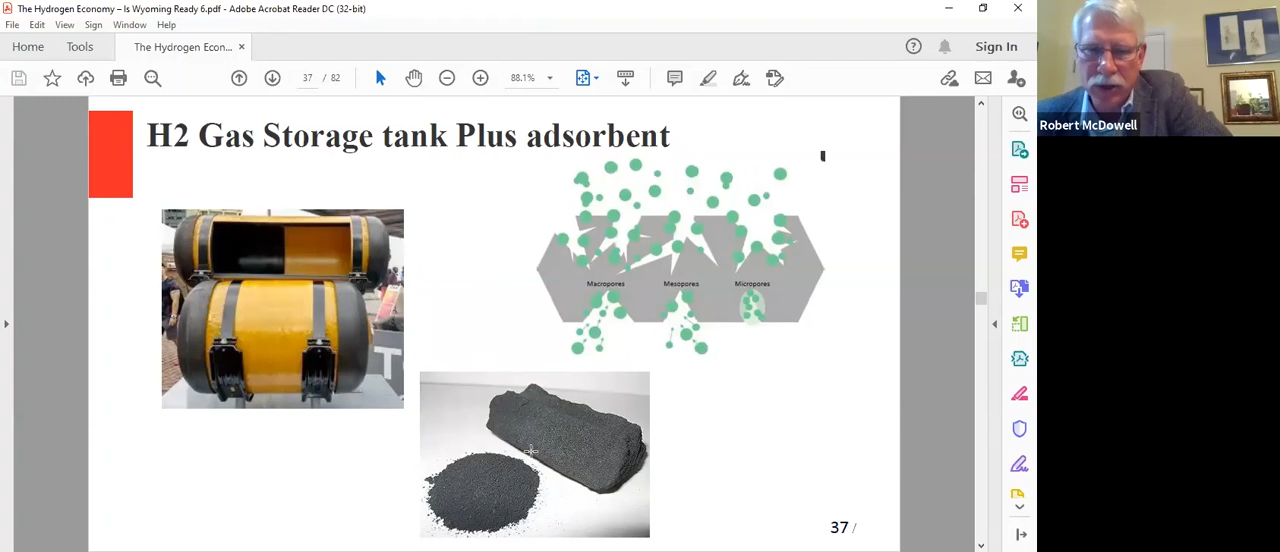 The Hydrogen Economy – Is Wyoming Ready 6.pdf - Adobe Acrobat Reader DC (32-bit)
File Edit View Sign Window Help
Home Tools The Hydrogen Econ... × Sign In
37 / 82 88.1%
Robert McDowell
H2 Gas Storage tank Plus adsorbent
Macropores Mesopores Micropores
37 /